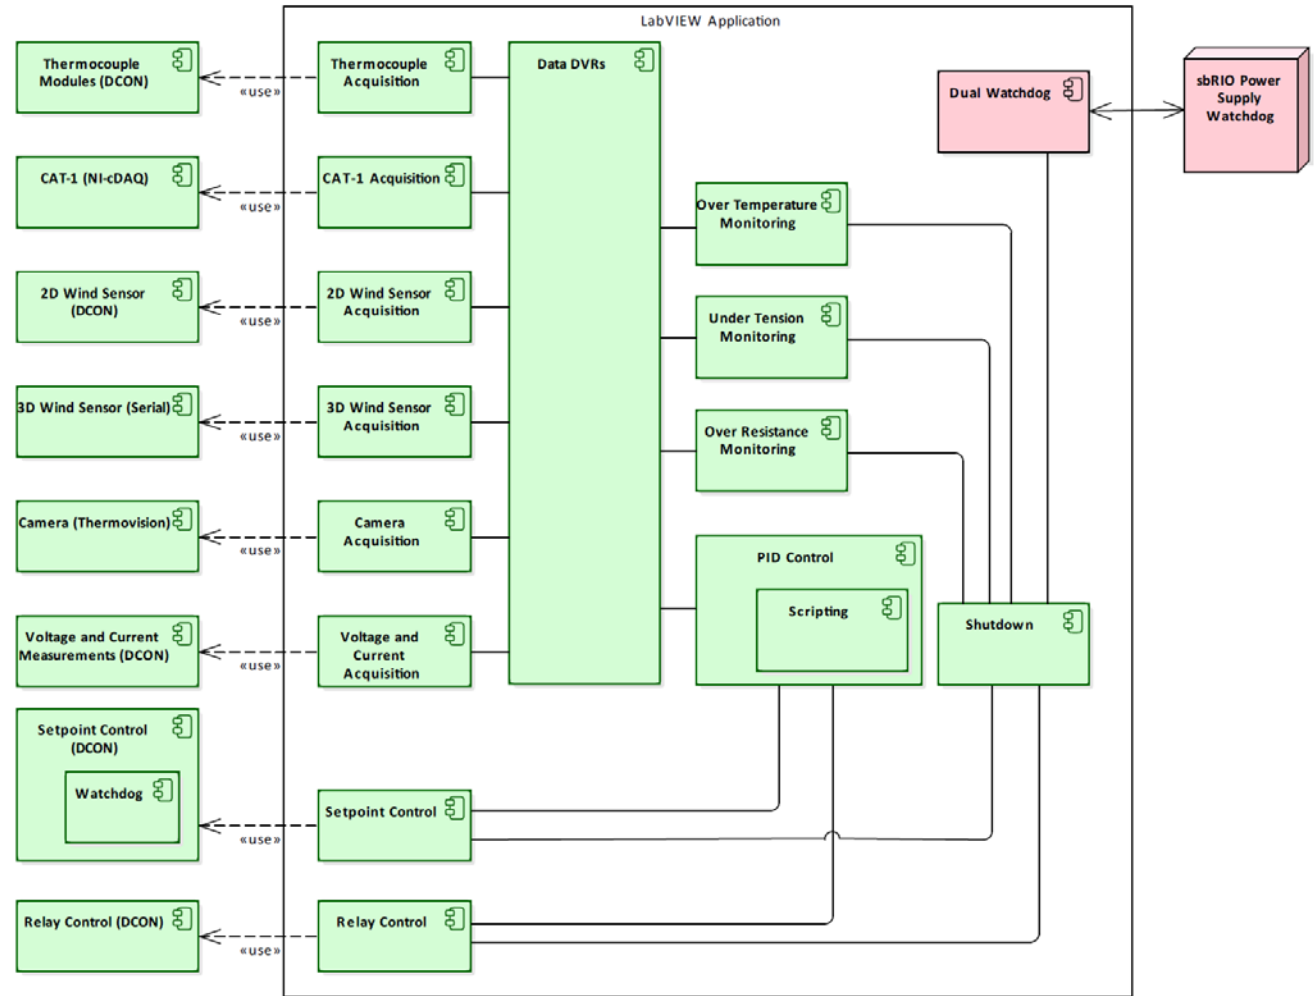 LabVIEW Application
Thermocouple
Modules (DCON)
«use»
Thermocouple
Acquisition
Data DVRs
Dual Watchdog
sbRIO Power
Supply
Watchdog
CAT-1 (NI-cDAQ)
«use»
CAT-1 Acquisition
Over Temperature
Monitoring
2D Wind Sensor
(DCON)
«use»
2D Wind Sensor
Acquisition
Under Tension
Monitoring
3D Wind Sensor (Serial)
«use»
3D Wind Sensor
Acquisition
Over Resistance
Monitoring
Camera (Thermovision)
«use»
Camera
Acquisition
PID Control
Scripting
Shutdown
Voltage and Current
Measurements (DCON)
«use»
Voltage and
Current
Acquisition
Setpoint Control
(DCON)
Watchdog
«use»
Setpoint Control
Relay Control (DCON)
«use»
Relay Control